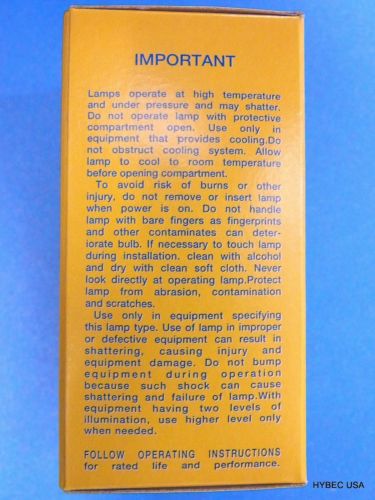 IMPORTANT
Lamps operate at high temperature
and under pressure and may shatter.
Do not operate lamp with protective
compartment open. Use only in
equipment that provides cooling.Do
not obstruct cooling system. Allow
lamp to cool to room temperature
before opening compartment.
To avoid risk of burns or other
injury, do not remove or insert lamp
when power is on. Do not handle
lamp with bare fingers as fingerprints
and other contaminates can deter-
iorate bulb. If necessary to touch lamp
during installation. clean with alcohol
and dry with clean soft cloth. Never
look directly at operating lamp.Protect
lamp from abrasion, contamination
and scratches.
Use only in equipment specifying
this lamp type. Use of lamp in improper
or defective equipment can result in
shattering, causing injury and
equipment damage. Do not bump
equipment during operation
because such shock can cause
shattering and failure of lamp.With
equipment having two levels of
illumination, use higher level only
when needed.
FOLLOW OPERATING INSTRUCTIONS
for rated life and performance.
HYBEC USA